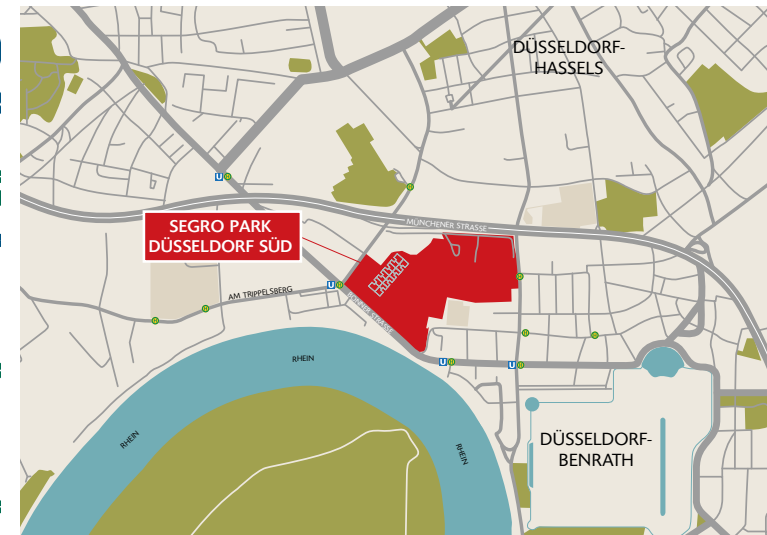 DÜSSELDORF-
HASSELS
SEGRO PARK
DÜSSELDORF SÜD
MÜNCHENER STRASSE
AM TRIPPELSBERG
RHEIN
RHEIN
RHEIN
DÜSSELDORF-
BENRATH